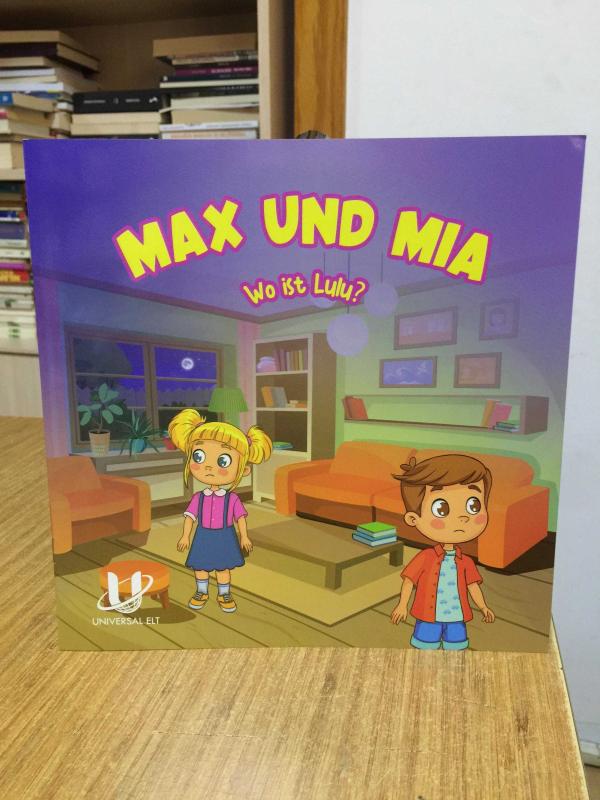 MAX UND MIA
Wo ist Lulu?
U
UNIVERSAL ELT